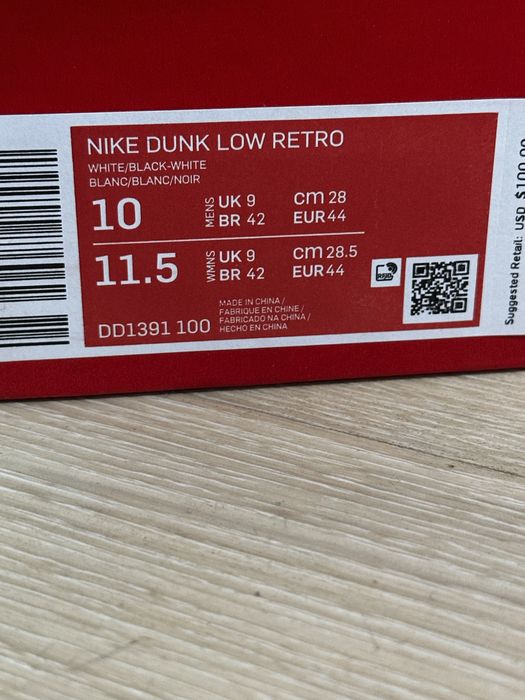 NIKE DUNK LOW RETRO
WHITE/BLACK-WHITE
BLANC/BLANC/NOIR
10 MENS UK 9 cm 28
BR 42 EUR 44
11.5 WMNS UK 9 cm 28.5
BR 42 EUR 44
RFID
DD1391 100
MADE IN CHINA /
FABRIQUE EN CHINE /
FABRICADO NA CHINA /
HECHO EN CHINA
Suggested Retail: USD $100.00